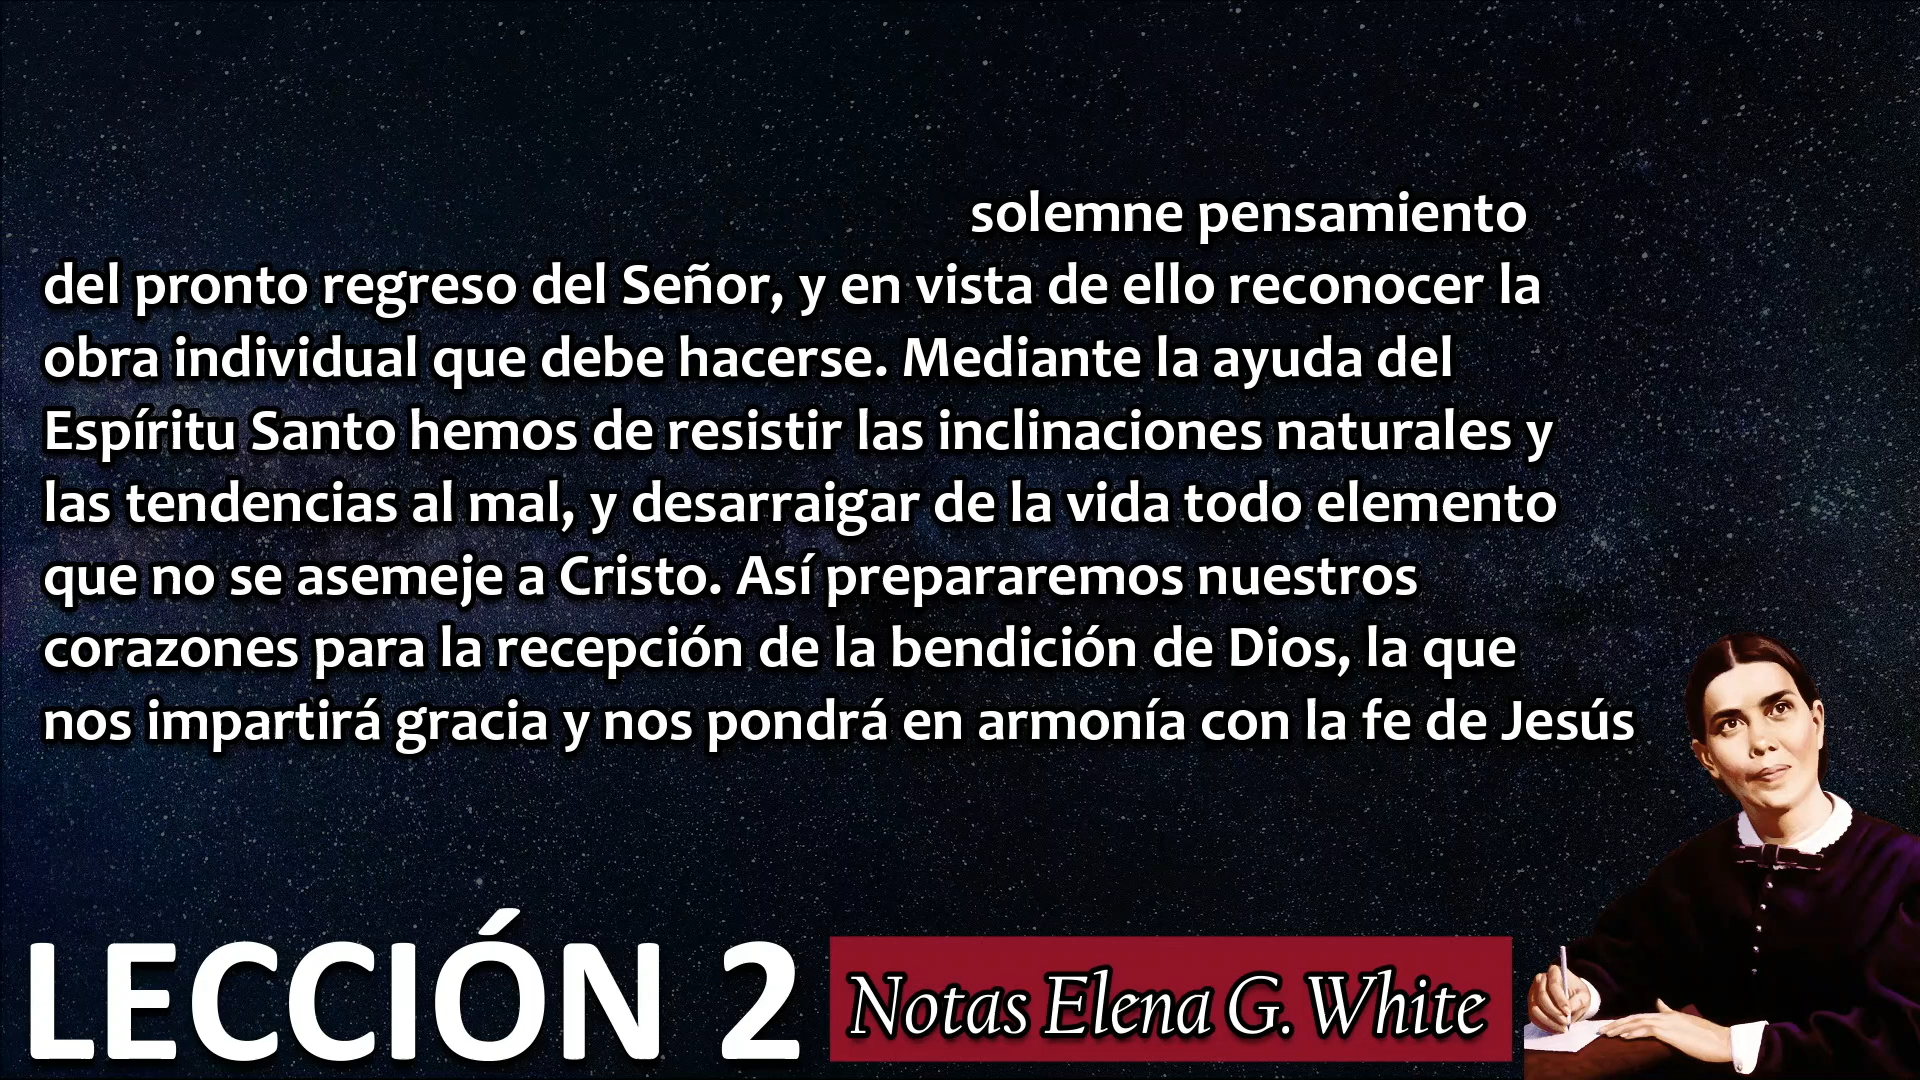 solemne pensamiento
del pronto regreso del Señor, y en vista de ello reconocer la
obra individual que debe hacerse. Mediante la ayuda del
Espíritu Santo hemos de resistir las inclinaciones naturales y
las tendencias al mal, y desarraigar de la vida todo elemento
que no se asemeje a Cristo. Así prepararemos nuestros
corazones para la recepción de la bendición de Dios, la que
nos impartirá gracia y nos pondrá en armonía con la fe de Jesús
LECCIÓN 2
Notas Elena G. White